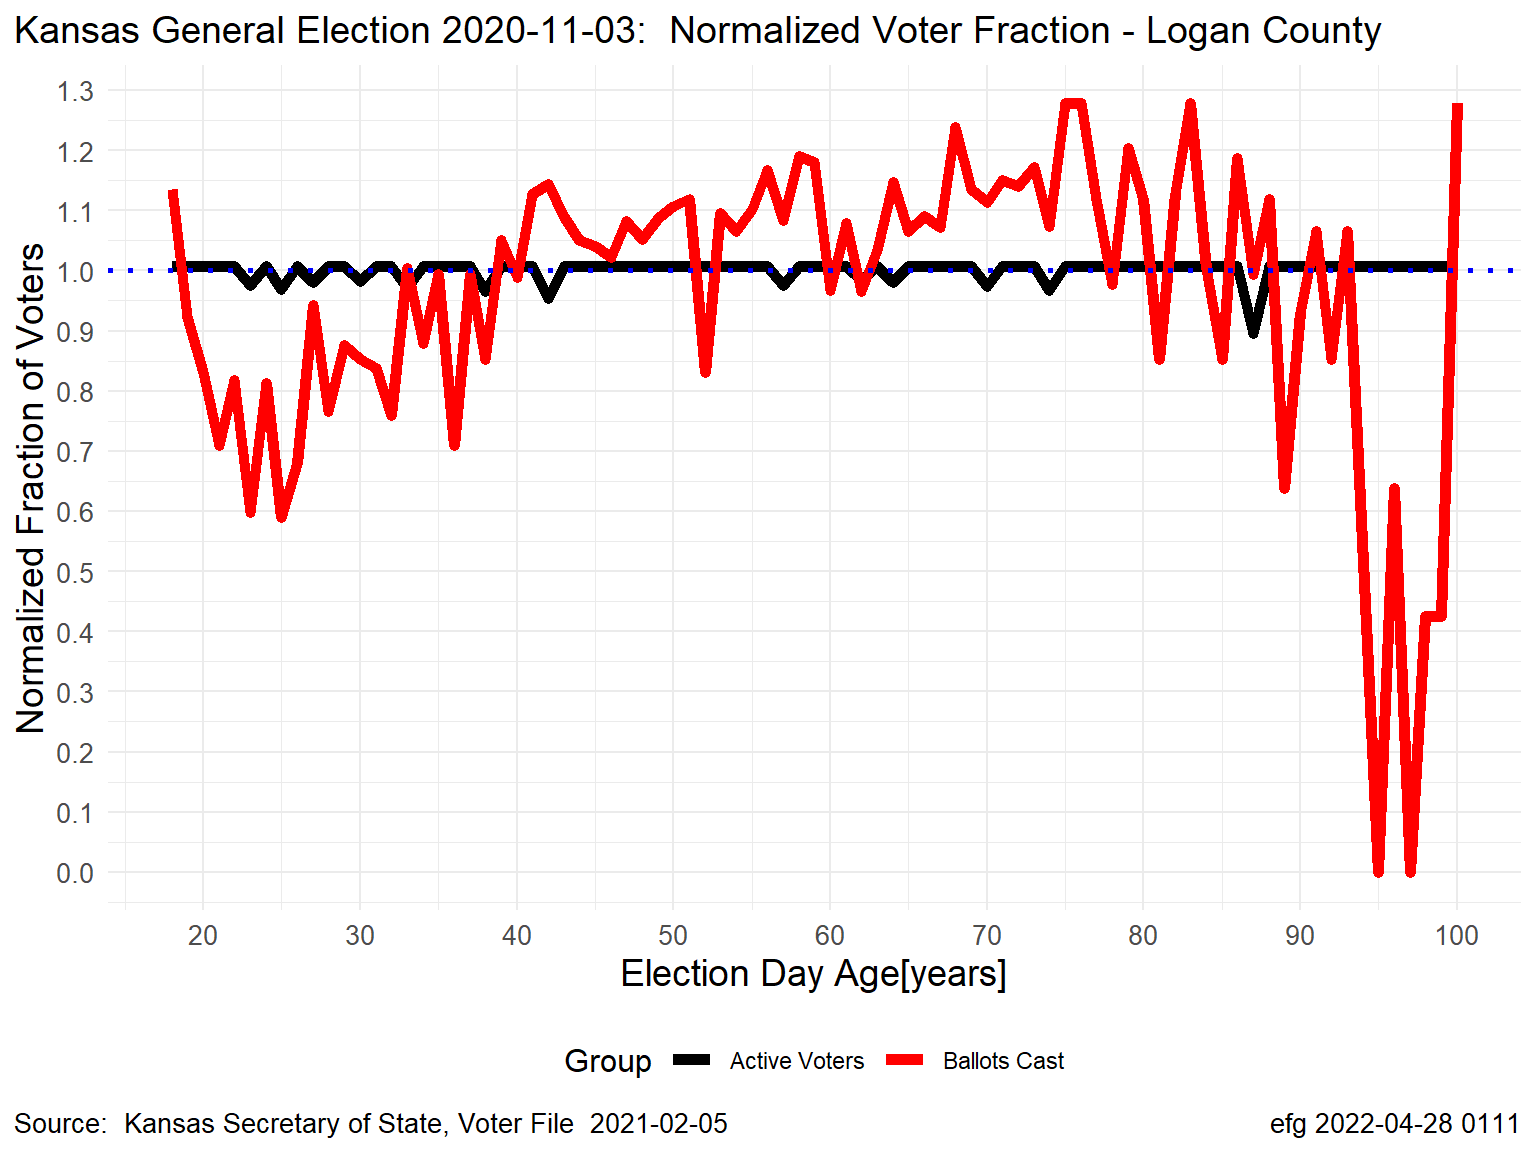 Kansas General Election 2020-11-03:  Normalized Voter Fraction - Logan County
Normalized Fraction of Voters
1.3
1.2
1.1
1.0
0.9
0.8
0.7
0.6
0.5
0.4
0.3
0.2
0.1
0.0
20 30 40 50 60 70 80 90 100
Election Day Age[years]
Group Active Voters Ballots Cast
Source:  Kansas Secretary of State, Voter File  2021-02-05 efg 2022-04-28 0111